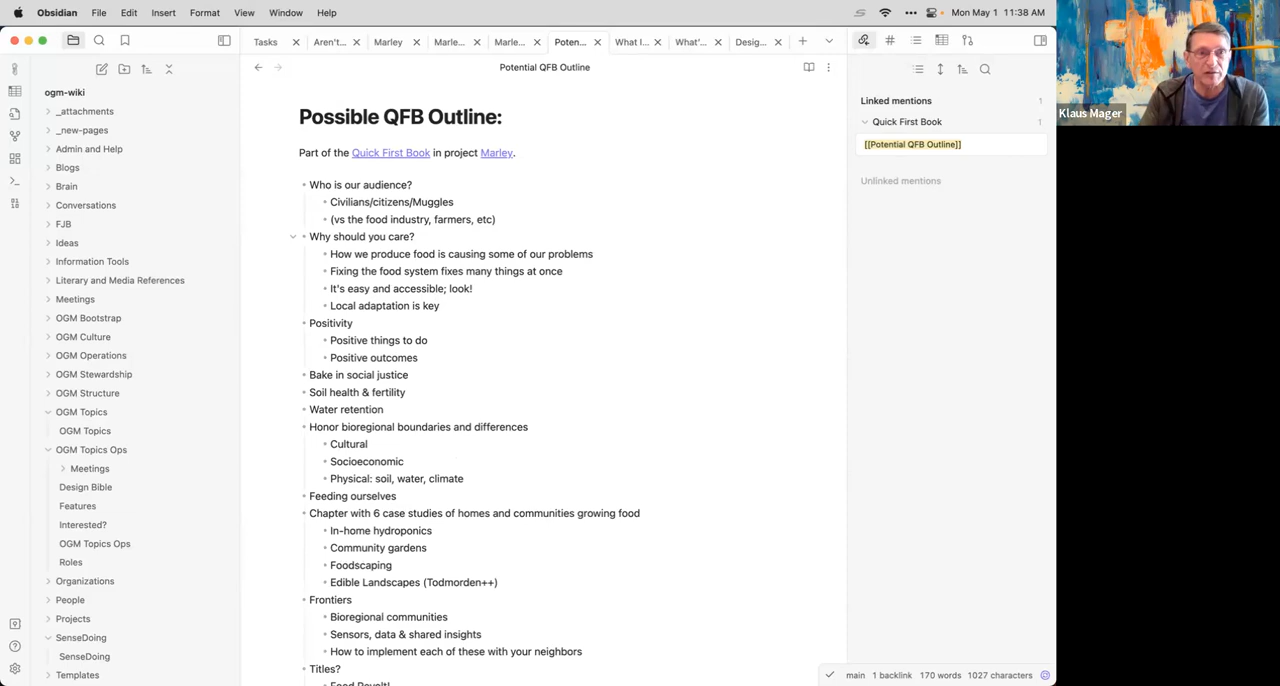 Obsidian File Edit Insert Format View Window Help Mon May 1 11:38 AM
Tasks Aren't... Marley Marle... Marle... Poten... What I... What'... Desig...
Potential QFB Outline
ogm-wiki
_attachments
_new-pages
Admin and Help
Blogs
Brain
Conversations
FJB
Ideas
Information Tools
Literary and Media References
Meetings
OGM Bootstrap
OGM Culture
OGM Operations
OGM Stewardship
OGM Structure
OGM Topics
OGM Topics
OGM Topics Ops
Meetings
Design Bible
Features
Interested?
OGM Topics Ops
Roles
Organizations
People
Projects
SenseDoing
SenseDoing
Templates
Possible QFB Outline:
Part of the Quick First Book in project Marley.
Who is our audience?
Civilians/citizens/Muggles
(vs the food industry, farmers, etc)
Why should you care?
How we produce food is causing some of our problems
Fixing the food system fixes many things at once
It's easy and accessible; look!
Local adaptation is key
Positivity
Positive things to do
Positive outcomes
Bake in social justice
Soil health & fertility
Water retention
Honor bioregional boundaries and differences
Cultural
Socioeconomic
Physical: soil, water, climate
Feeding ourselves
Chapter with 6 case studies of homes and communities growing food
In-home hydroponics
Community gardens
Foodscaping
Edible Landscapes (Todmorden++)
Frontiers
Bioregional communities
Sensors, data & shared insights
How to implement each of these with your neighbors
Titles?
Food Revolt!
Linked mentions 1
Quick First Book 1
[[Potential QFB Outline]]
Unlinked mentions
main 1 backlink 170 words 1027 characters
Klaus Mager